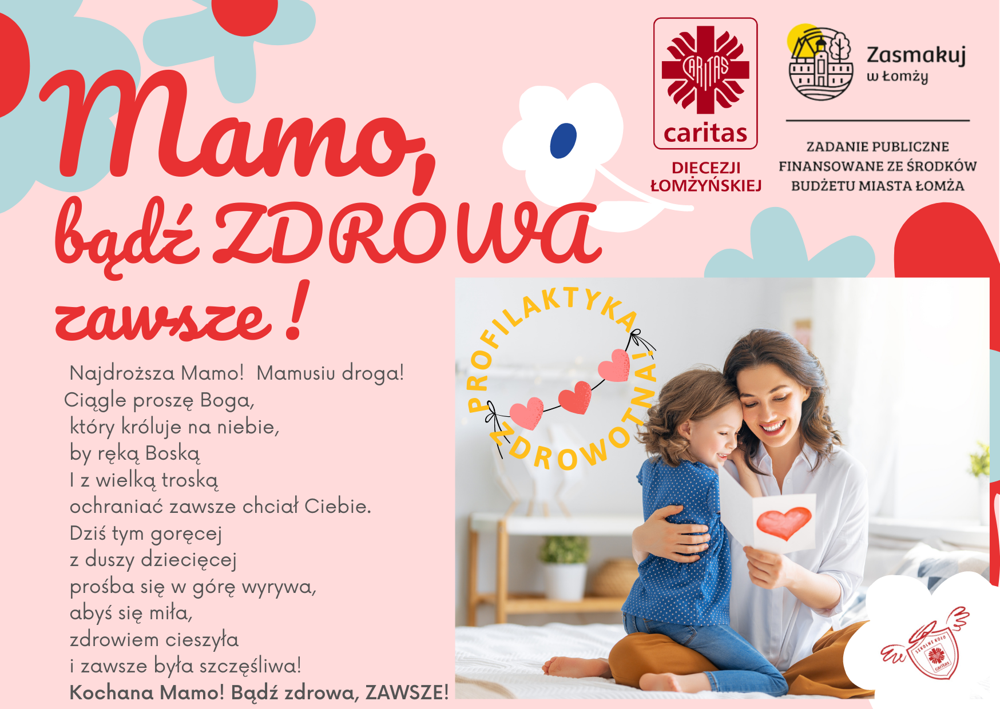 Mamo,
bądź ZDROWA
zawsze !
CARITAS
caritas
DIECEZJI
ŁOMŻYŃSKIEJ
Zasmakuj
w Łomży
ZADANIE PUBLICZNE
FINANSOWANE ZE ŚRODKÓW
BUDŻETU MIASTA ŁOMŻA
PROFILAKTYKA
ZDROWOTNA!
Najdroższa Mamo!  Mamusiu droga!
Ciągle proszę Boga,
który króluje na niebie,
by ręką Boską
I z wielką troską
ochraniać zawsze chciał Ciebie.
Dziś tym goręcej
z duszy dziecięcej
prośba się w górę wyrywa,
abyś się miła,
zdrowiem cieszyła
i zawsze była szczęśliwa!
Kochana Mamo! Bądź zdrowa, ZAWSZE!
SZKOLNE KOŁO
caritas